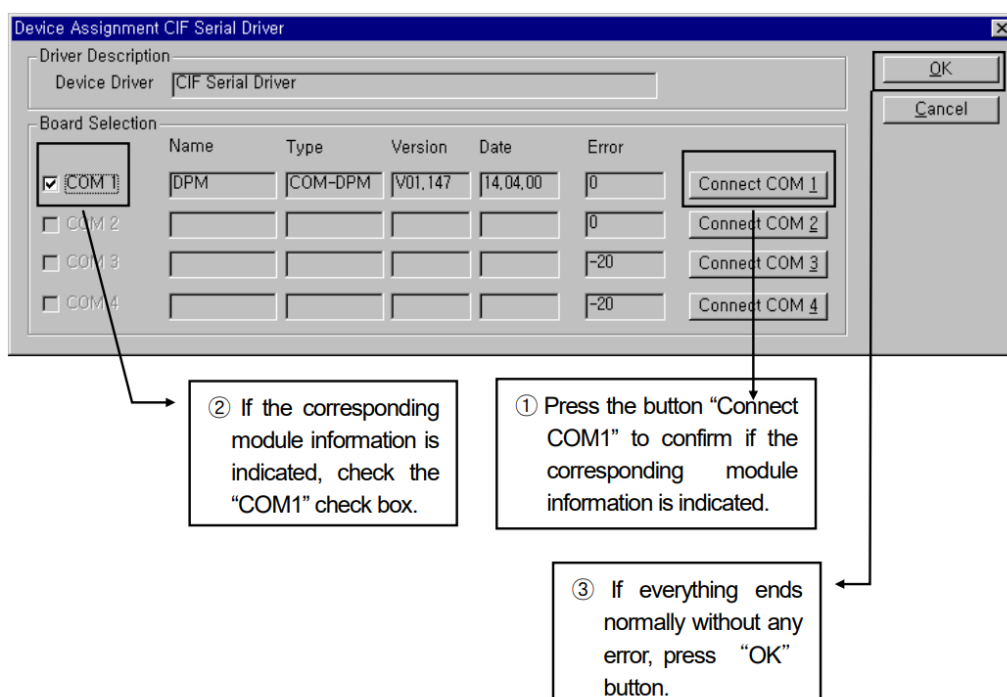 Device Assignment CIF Serial Driver
Driver Description
Device Driver CIF Serial Driver
OK
Cancel
Board Selection
Name Type Version Date Error
COM 1 DPM COM-DPM V01,147 14,04,00 0 Connect COM 1
COM 2 0 Connect COM 2
COM 3 -20 Connect COM 3
COM 4 -20 Connect COM 4
② If the corresponding
module information is
indicated, check the
“COM1” check box.
① Press the button “Connect
COM1” to confirm if the
corresponding module
information is indicated.
③ If everything ends
normally without any
error, press “OK”
button.